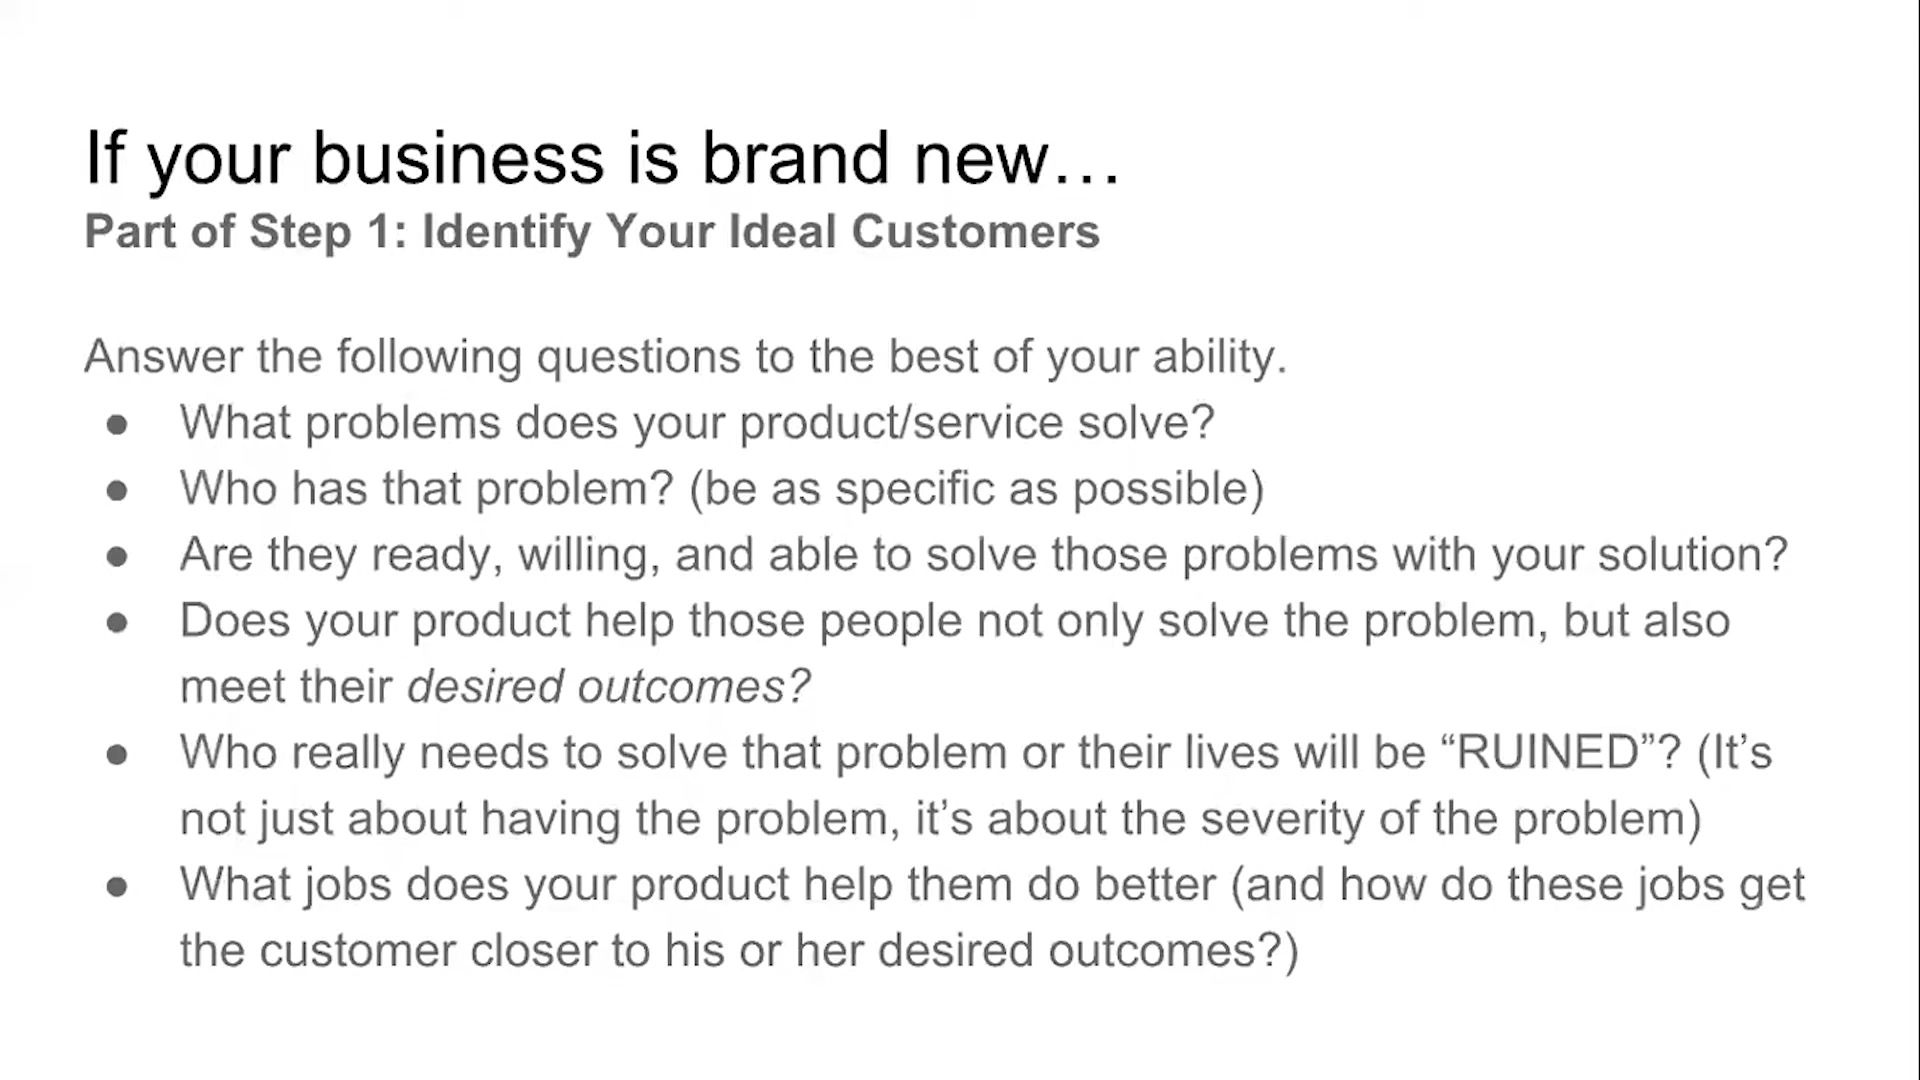 If your business is brand new…
Part of Step 1: Identify Your Ideal Customers
Answer the following questions to the best of your ability.
● What problems does your product/service solve?
● Who has that problem? (be as specific as possible)
● Are they ready, willing, and able to solve those problems with your solution?
● Does your product help those people not only solve the problem, but also
meet their desired outcomes?
● Who really needs to solve that problem or their lives will be “RUINED”? (It’s
not just about having the problem, it’s about the severity of the problem)
● What jobs does your product help them do better (and how do these jobs get
the customer closer to his or her desired outcomes?)